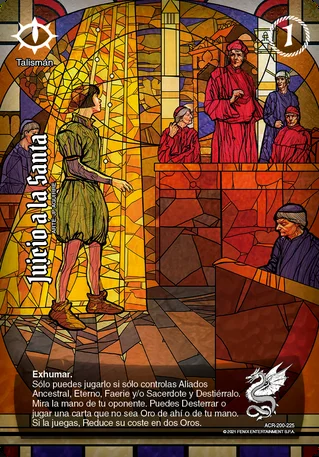 1
Talismán
Juicio a la Santa
Exhumar.
Sólo puedes jugarlo si sólo controlas Aliados
Ancestral, Eterno, Faerie y/o Sacerdote y Destiérralo.
Mira la mano de tu oponente. Puedes Desterrar o
jugar una carta que no sea Oro de ahí o de tu mano.
Si la juegas, Reduce su coste en dos Oros.
ACR-200-225
©2021 FENIX ENTERTAINMENT S.P.A.